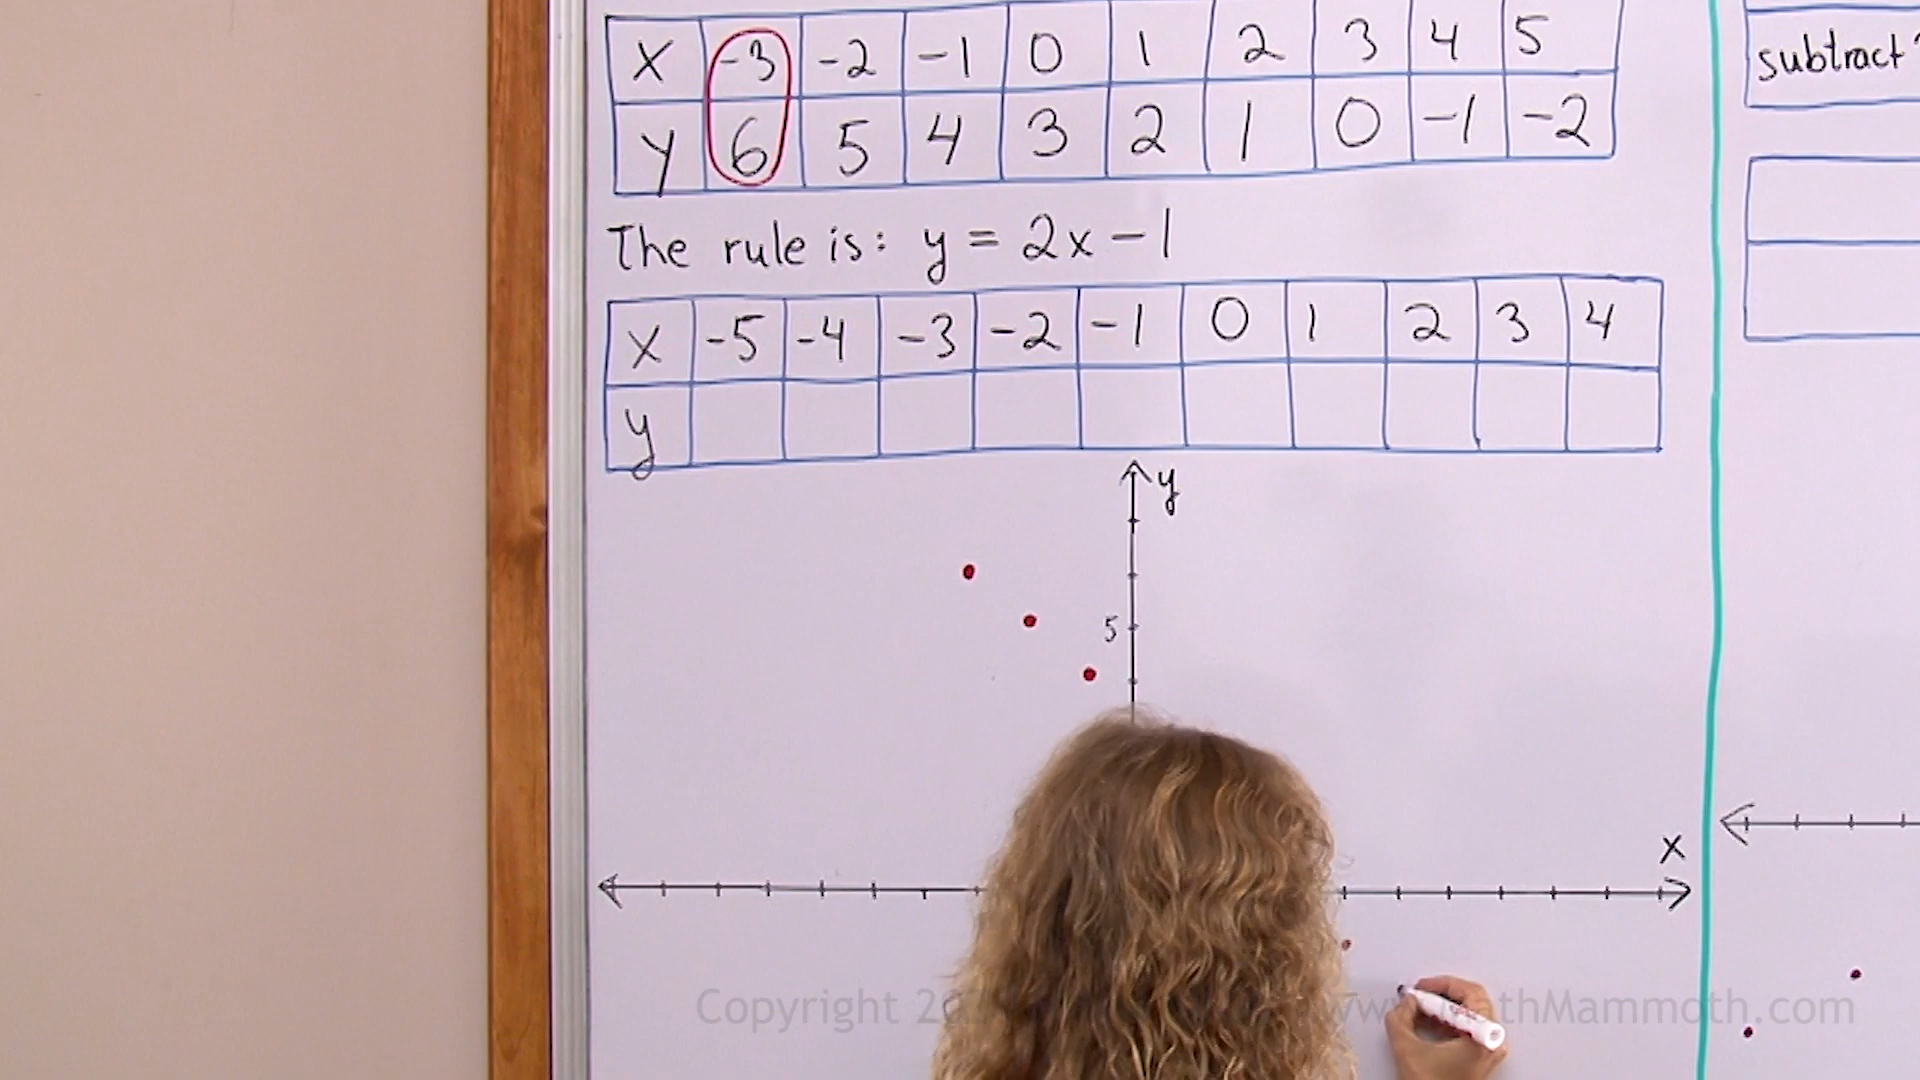 x -3 -2 -1 0 1 2 3 4 5
y 6 5 4 3 2 1 0 -1 -2
The rule is: y = 2x - 1
x -5 -4 -3 -2 -1 0 1 2 3 4
y
y
5
x
subtract
Copyright MathMammoth.com